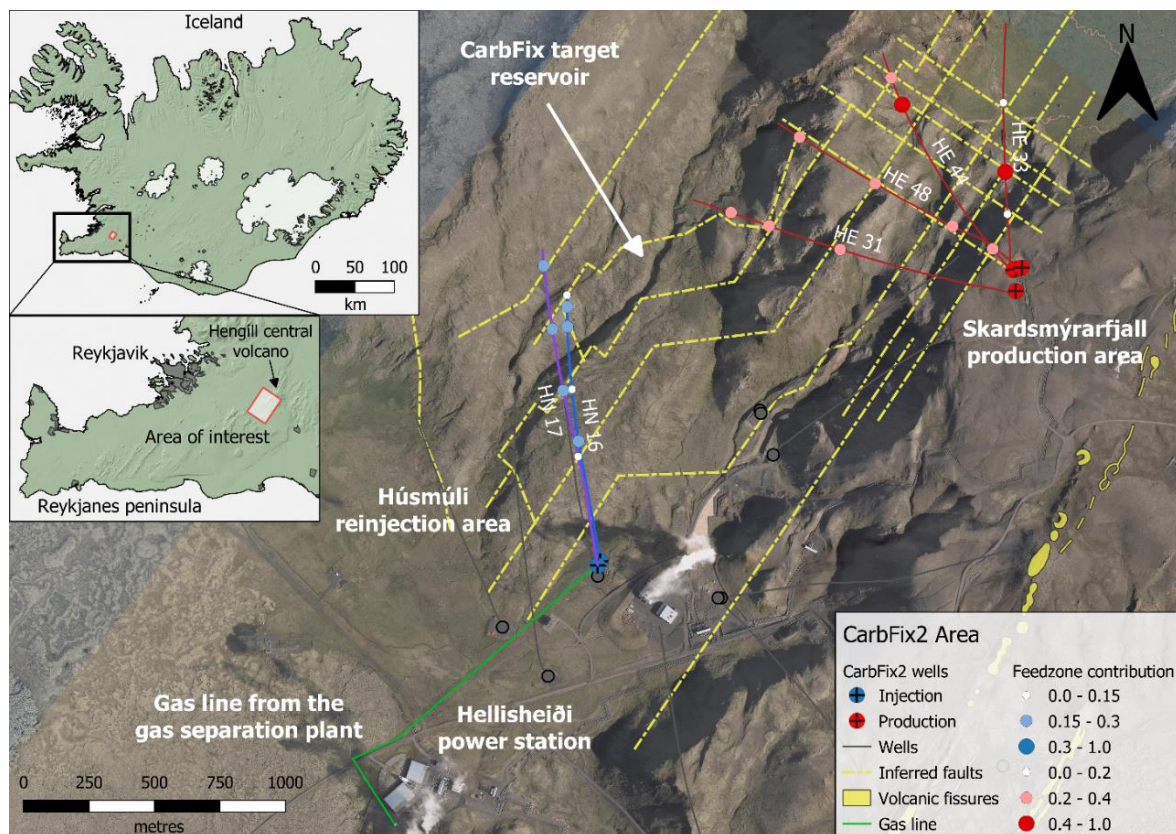 Iceland
0 50 100
km
Reykjavik
Hengíll central
volcano
Area of interest
Reykjanes peninsula
CarbFix target
reservoir
N
HE 33
HE 44
HE 48
HE 31
Skardsmýrarfjall
production area
HN 17
HN 16
Húsmúli
reinjection area
Gas line from the
gas separation plant
Hellisheiði
power station
0 250 500 750 1000
metres
CarbFix2 Area
CarbFix2 wells
Injection
Production
Wells
Inferred faults
Volcanic fissures
Gas line
Feedzone contribution
0.0 - 0.15
0.15 - 0.3
0.3 - 1.0
0.0 - 0.2
0.2 - 0.4
0.4 - 1.0